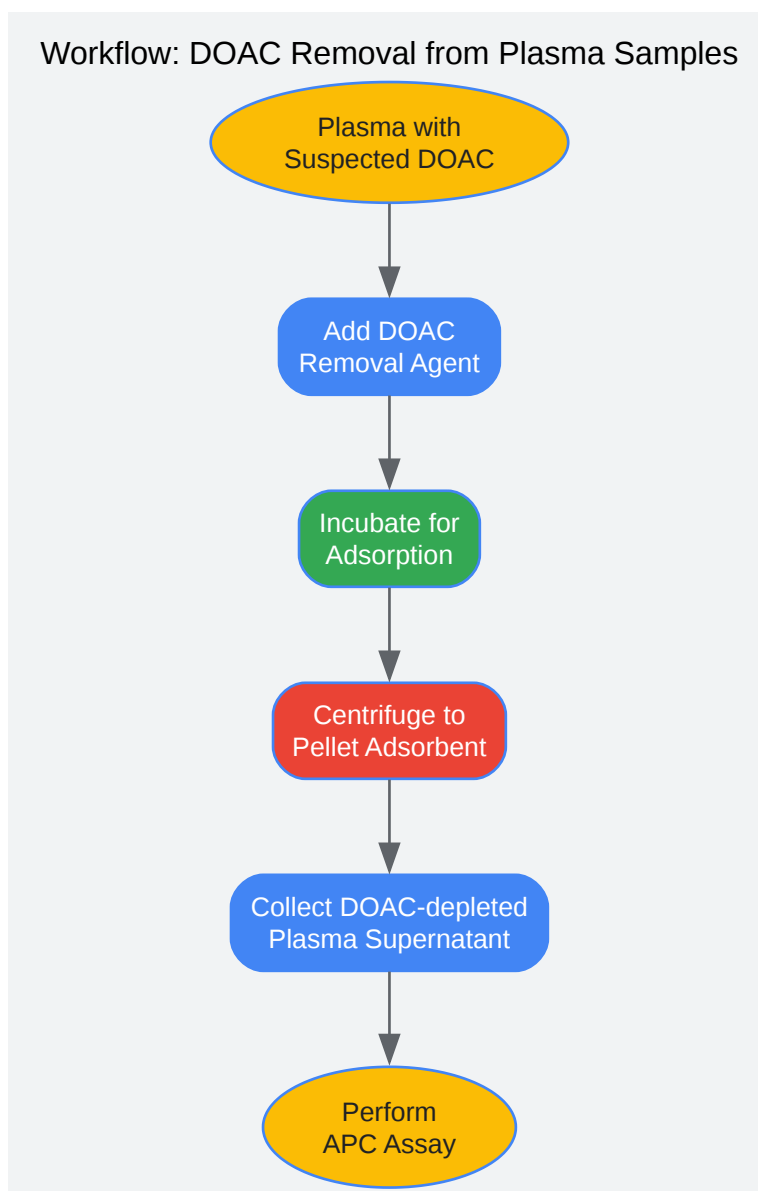 Workflow: DOAC Removal from Plasma Samples
Plasma with
Suspected DOAC
Add DOAC
Removal Agent
Incubate for
Adsorption
Centrifuge to
Pellet Adsorbent
Collect DOAC-depleted
Plasma Supernatant
Perform
APC Assay